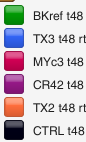 BKref t48
TX3 t48 rt
MYc3 t48
CR42 t48
TX2 t48 rt
CTRL t48